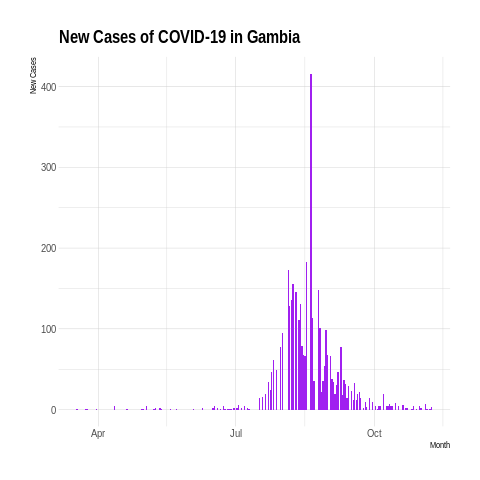 New Cases of COVID-19 in Gambia
New Cases
400
300
200
100
0
Apr
Jul
Oct
Month